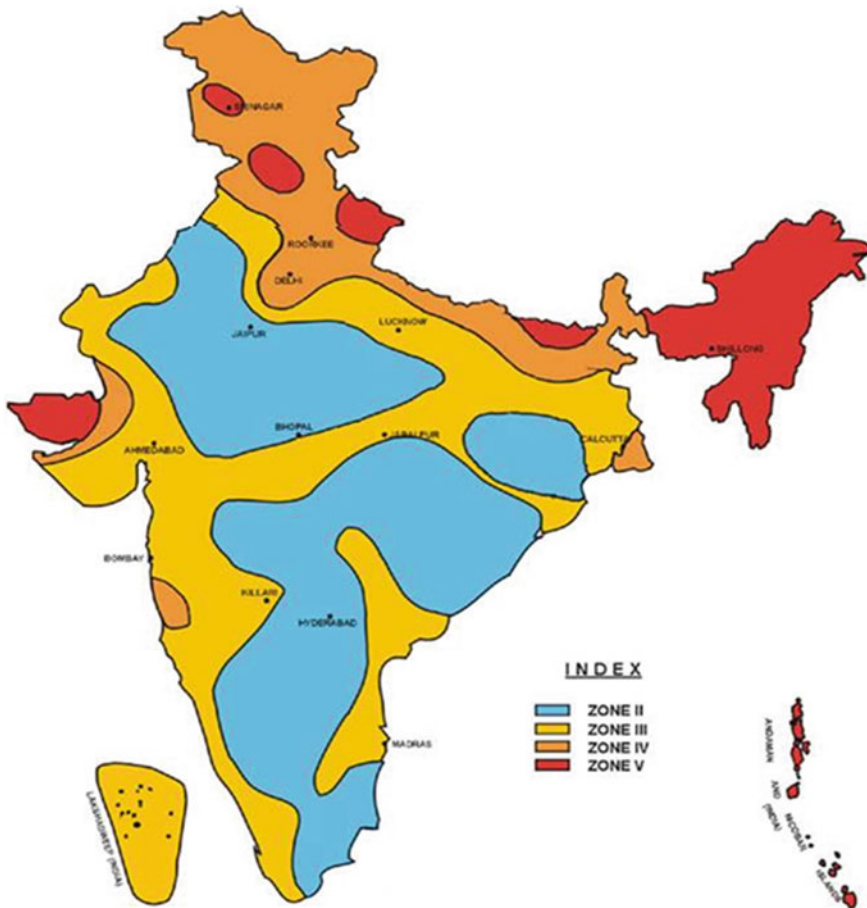 SRINAGAR
ROORKEE
DELHI
LUCKNOW
JAIPUR
SHILLONG
BHOPAL
JABALPUR
CALCUTTA
AHMEDABAD
BOMBAY
KILLARI
HYDERABAD
INDEX
ZONE II
ZONE III
ZONE IV
ZONE V
MADRAS
LAKSHADWEEP (INDIA)
ANDAMAN AND NICOBAR ISLANDS
(INDIA)